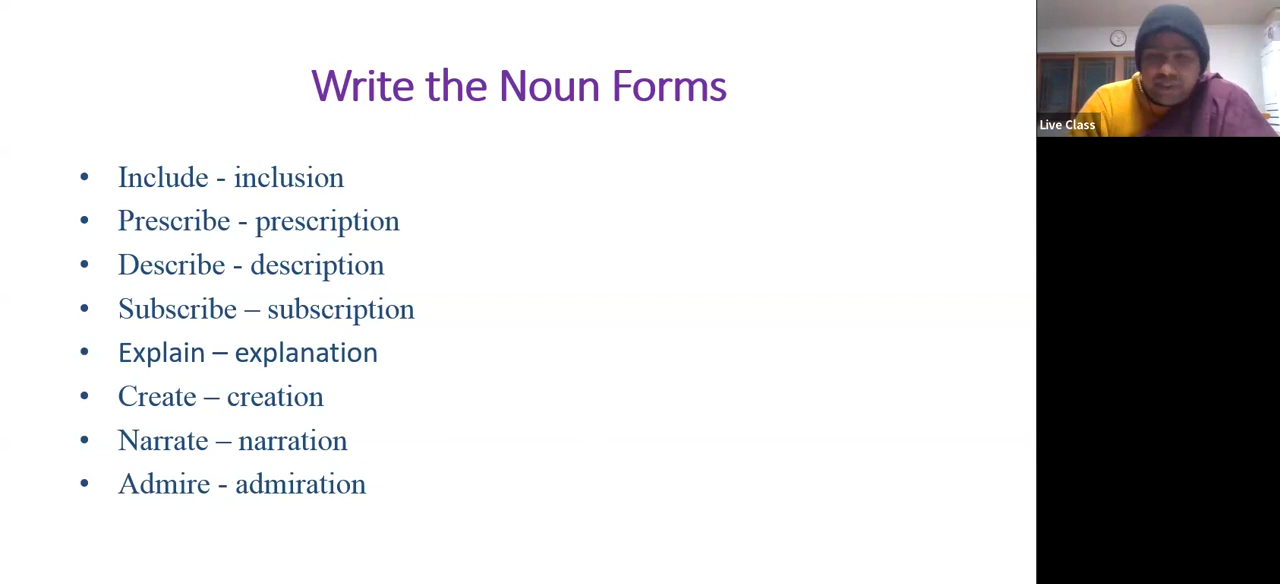 Write the Noun Forms
Live Class
• Include - inclusion
• Prescribe - prescription
• Describe - description
• Subscribe – subscription
• Explain – explanation
• Create – creation
• Narrate – narration
• Admire - admiration